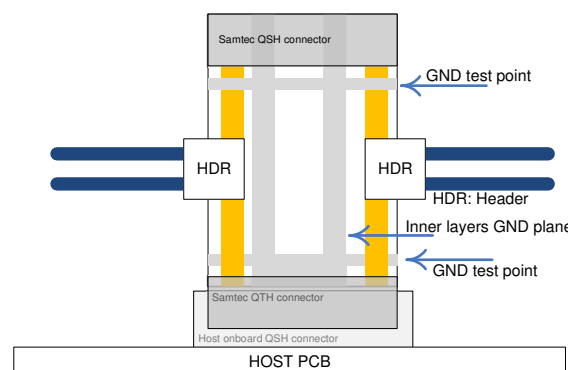 Samtec QSH connector
GND test point
HDR
HDR
HDR: Header
Inner layers GND plane
GND test point
Samtec QTH connector
Host onboard QSH connector
HOST PCB